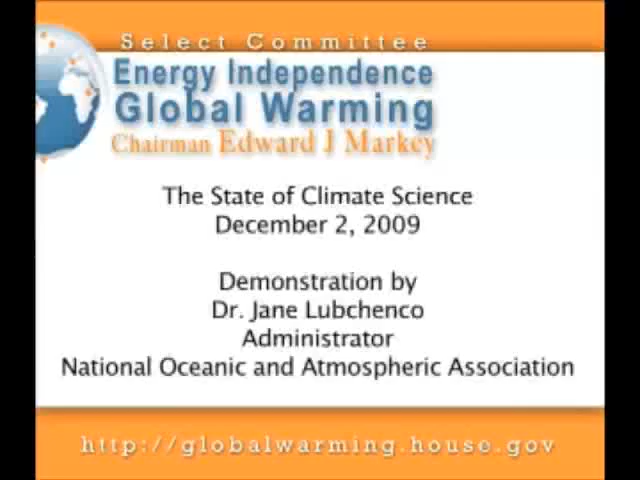 Select Committee
Energy Independence
Global Warming
Chairman Edward J Markey
The State of Climate Science
December 2, 2009
Demonstration by
Dr. Jane Lubchenco
Administrator
National Oceanic and Atmospheric Association
http://globalwarming.house.gov